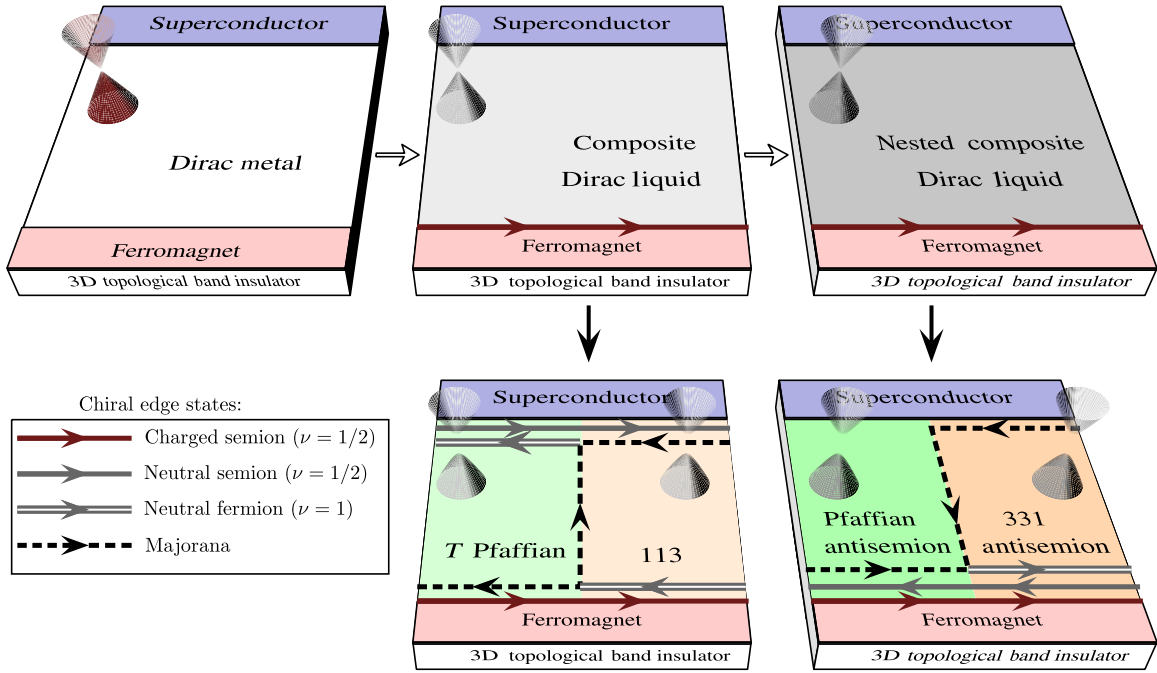 Superconductor
Dirac metal
Ferromagnet
3D topological band insulator
Superconductor
Composite
Dirac liquid
Ferromagnet
3D topological band insulator
Superconductor
Nested composite
Dirac liquid
Ferromagnet
3D topological band insulator
Chiral edge states:
Charged semion (ν = 1/2)
Neutral semion (ν = 1/2)
Neutral fermion (ν = 1)
Majorana
Superconductor
T Pfaffian
113
Ferromagnet
3D topological band insulator
Superconductor
Pfaffian
antisemion
331
antisemion
Ferromagnet
3D topological band insulator